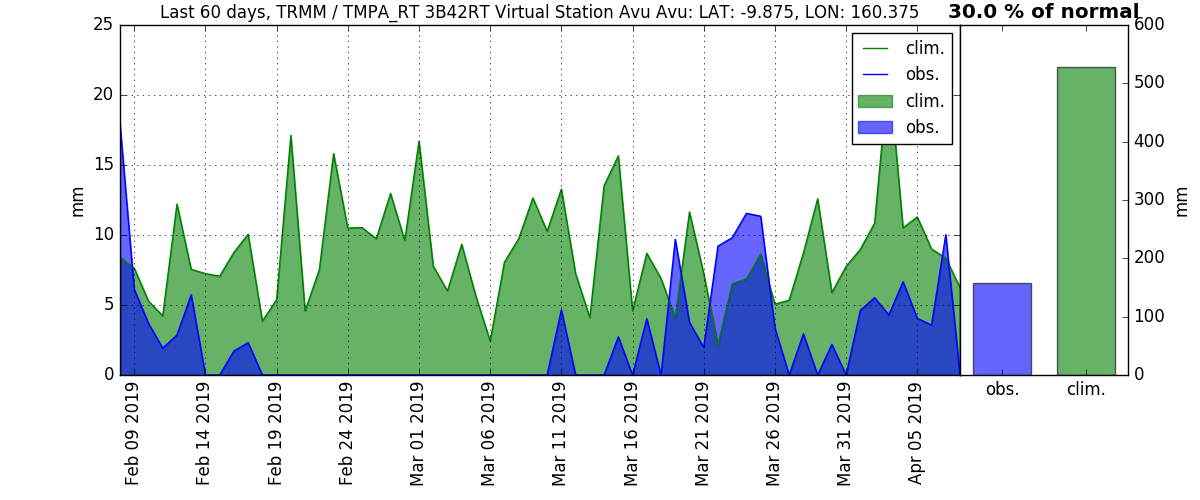 Last 60 days, TRMM / TMPA_RT 3B42RT Virtual Station Avu Avu: LAT: -9.875, LON: 160.375
30.0 % of normal
25
20
15
10
5
0
mm
clim.
obs.
clim.
obs.
600
500
400
300
200
100
0
mm
Feb 09 2019
Feb 14 2019
Feb 19 2019
Feb 24 2019
Mar 01 2019
Mar 06 2019
Mar 11 2019
Mar 16 2019
Mar 21 2019
Mar 26 2019
Mar 31 2019
Apr 05 2019
obs.
clim.